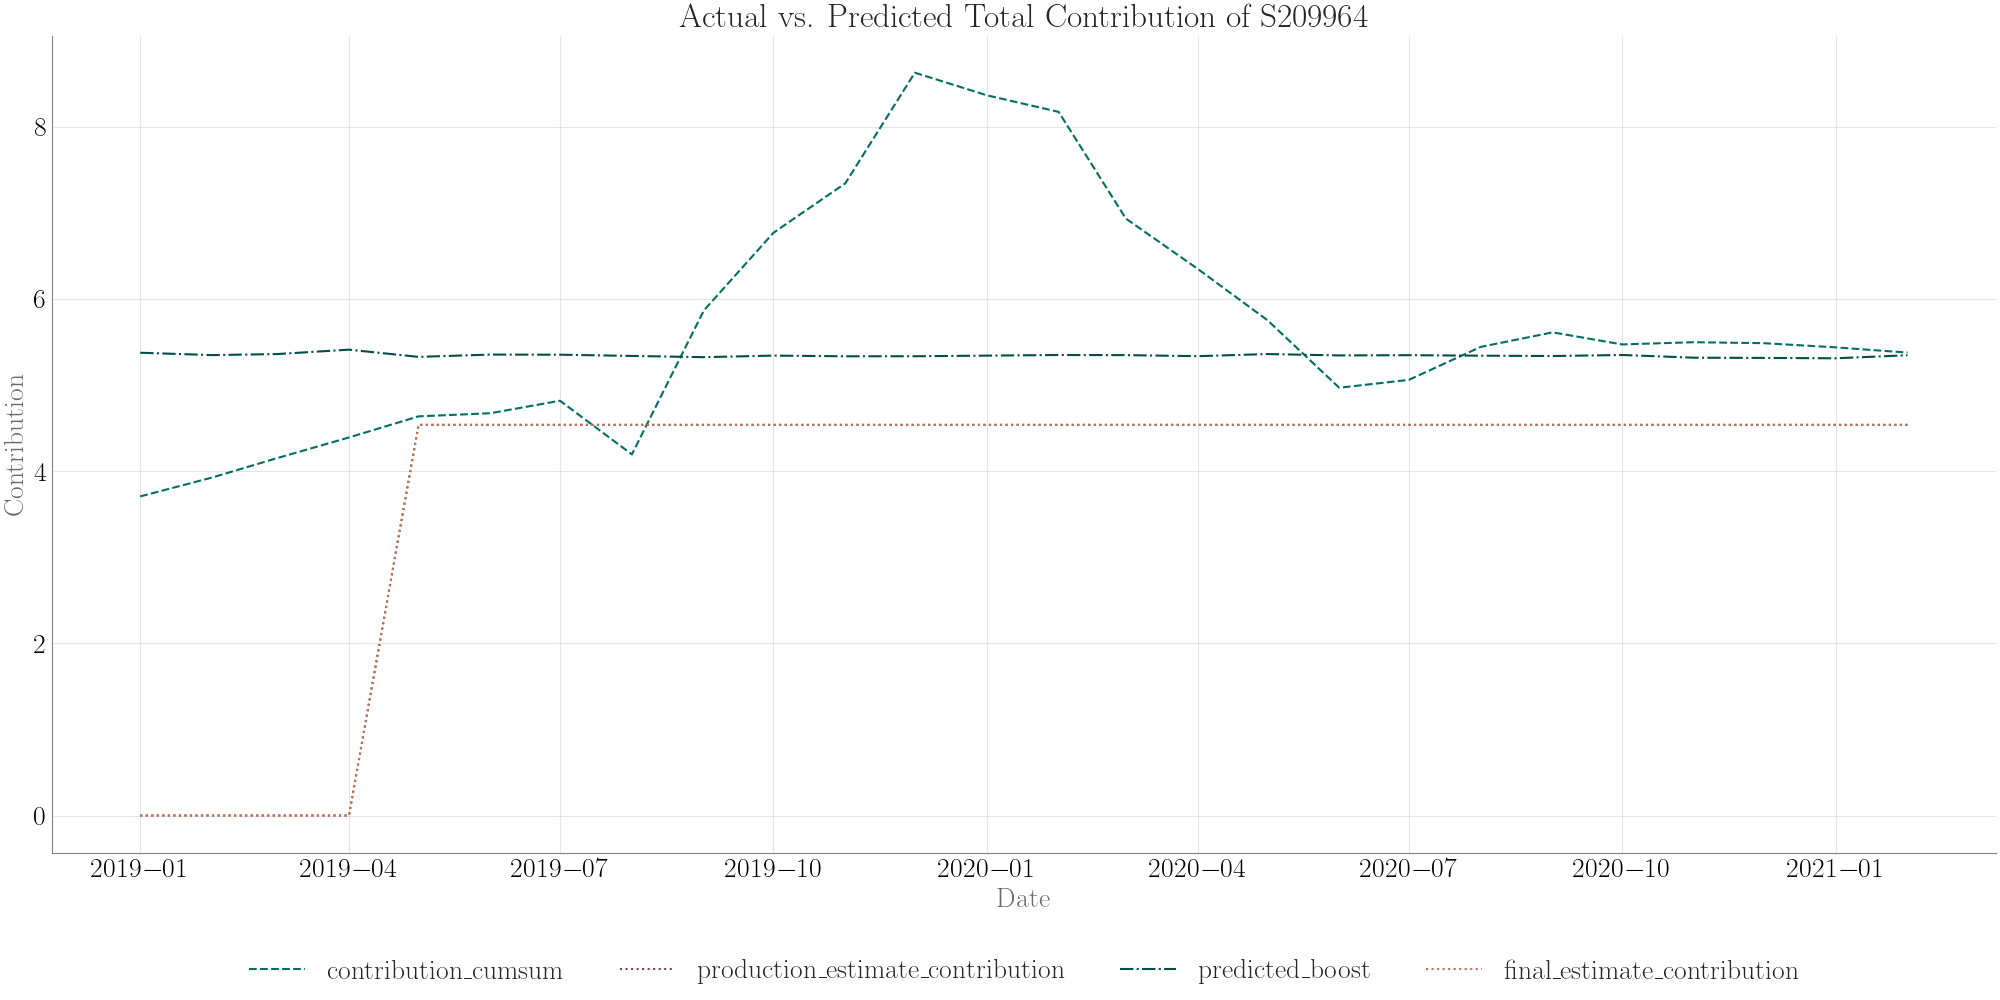 Actual vs. Predicted Total Contribution of S209964
Contribution
8
6
4
2
0
2019–01 2019–04 2019–07 2019–10 2020–01 2020–04 2020–07 2020–10 2021–01
Date
contribution_cumsum production_estimate_contribution predicted_boost final_estimate_contribution